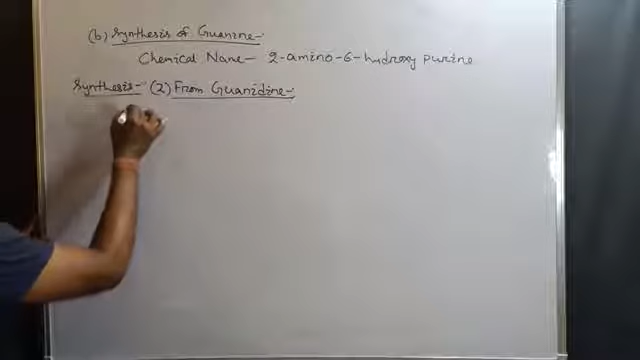 (b) Synthesis of Guanine:-
Chemical Name- 2-amino-6-hydroxy purine
Synthesis:- (2) From Guanidine-: